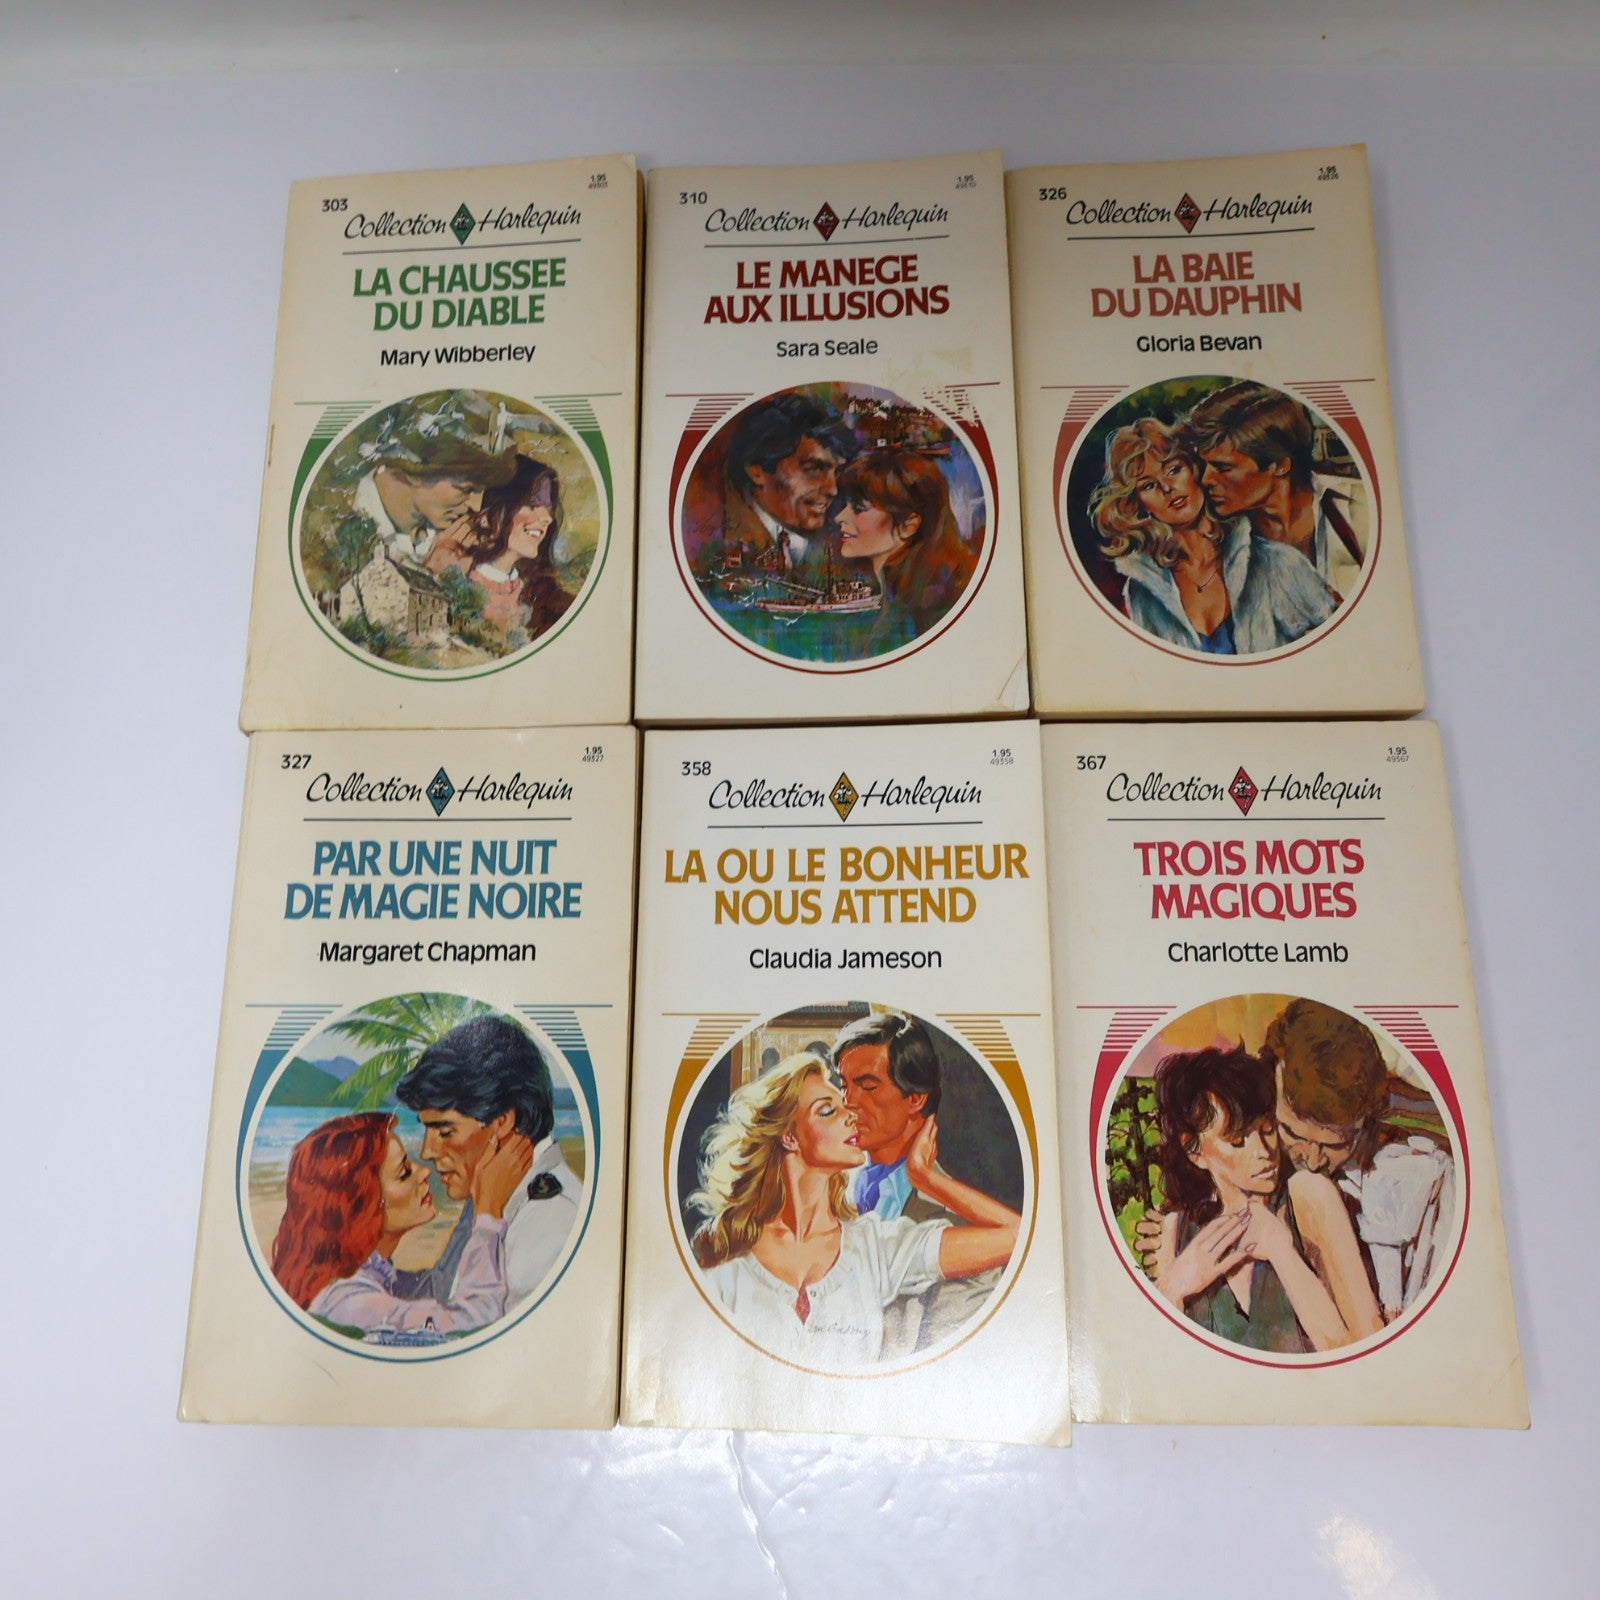 303
1.95
49303
Collection Harlequin
LA CHAUSSEE
DU DIABLE
Mary Wibberley
310
1.95
49310
Collection Harlequin
LE MANEGE
AUX ILLUSIONS
Sara Seale
326
1.95
49326
Collection Harlequin
LA BAIE
DU DAUPHIN
Gloria Bevan
327
1.95
49327
Collection Harlequin
PAR UNE NUIT
DE MAGIE NOIRE
Margaret Chapman
358
1.95
49358
Collection Harlequin
LA OU LE BONHEUR
NOUS ATTEND
Claudia Jameson
367
1.95
49367
Collection Harlequin
TROIS MOTS
MAGIQUES
Charlotte Lamb